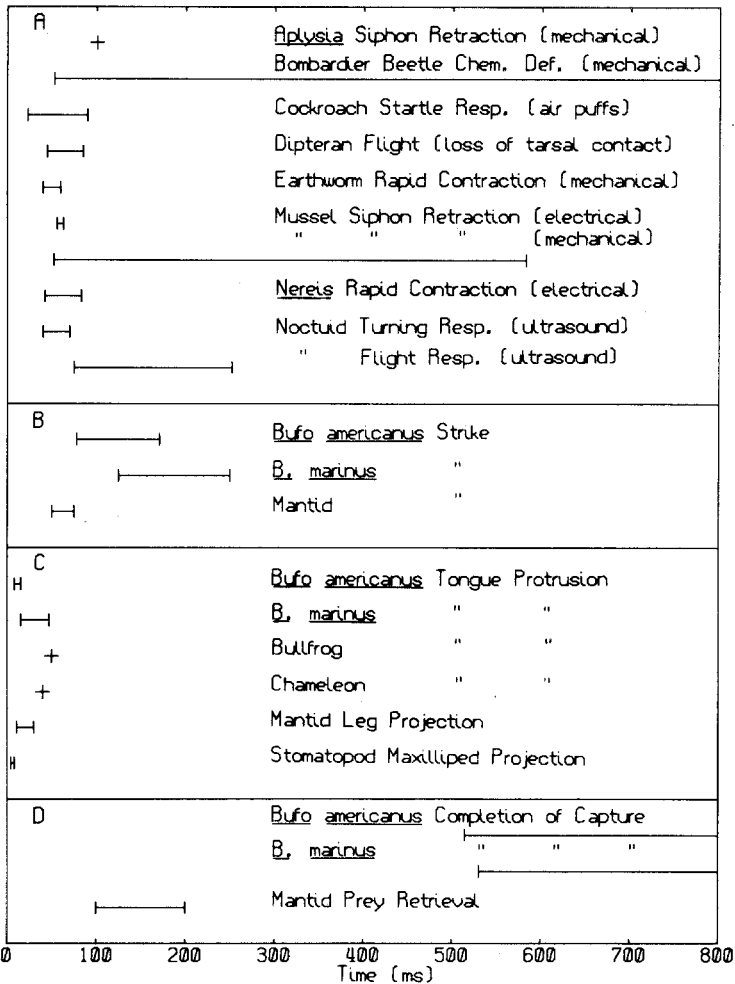 A
Aplysia Siphon Retraction (mechanical)
Bombardier Beetle Chem. Def. (mechanical)
Cockroach Startle Resp. (air puffs)
Dipteran Flight (loss of tarsal contact)
Earthworm Rapid Contraction (mechanical)
Mussel Siphon Retraction (electrical)
" " " (mechanical)
Nereis Rapid Contraction (electrical)
Noctuid Turning Resp. (ultrasound)
" Flight Resp. (ultrasound)
B
Bufo americanus Strike
B. marinus "
Mantid "
C
Bufo americanus Tongue Protrusion
B. marinus " "
Bullfrog " "
Chameleon " "
Mantid Leg Projection
Stomatopod Maxilliped Projection
D
Bufo americanus Completion of Capture
B. marinus " " "
Mantid Prey Retrieval
0 100 200 300 400 500 600 700 800
Time (ms)